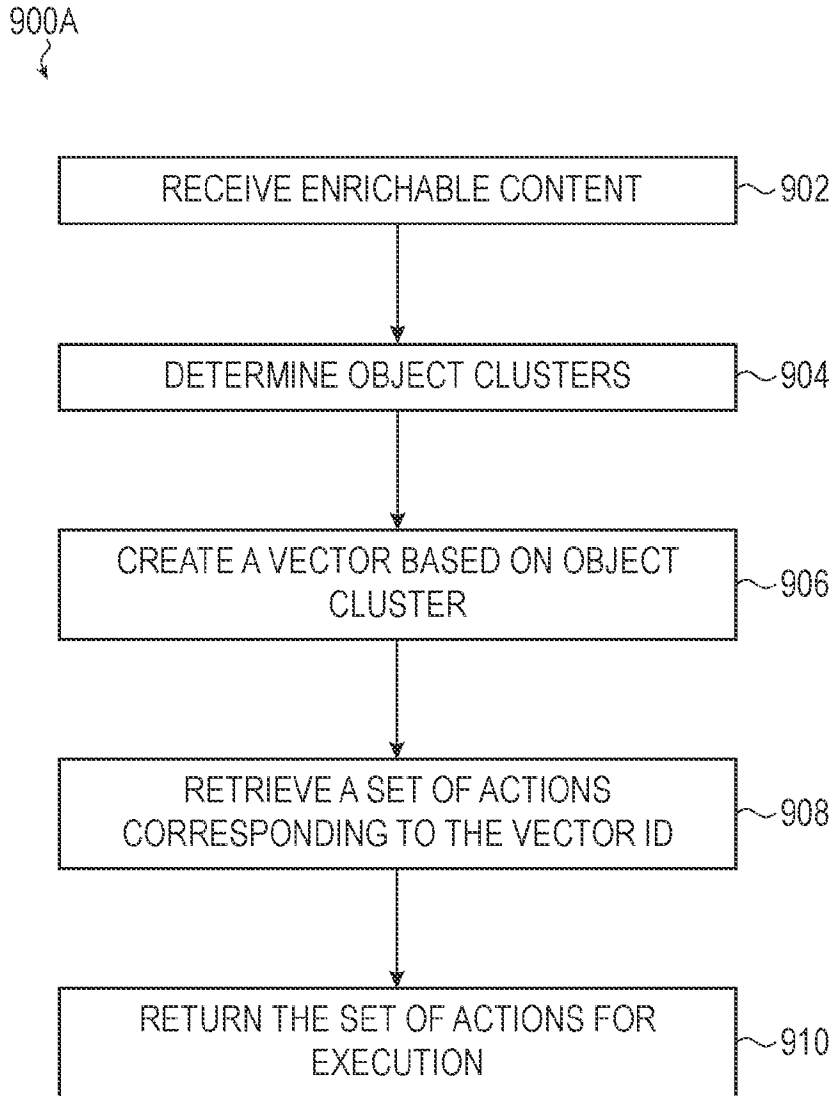 900A
RECEIVE ENRICHABLE CONTENT
902
DETERMINE OBJECT CLUSTERS
904
CREATE A VECTOR BASED ON OBJECT
CLUSTER
906
RETRIEVE A SET OF ACTIONS
CORRESPONDING TO THE VECTOR ID
908
RETURN THE SET OF ACTIONS FOR
EXECUTION
910